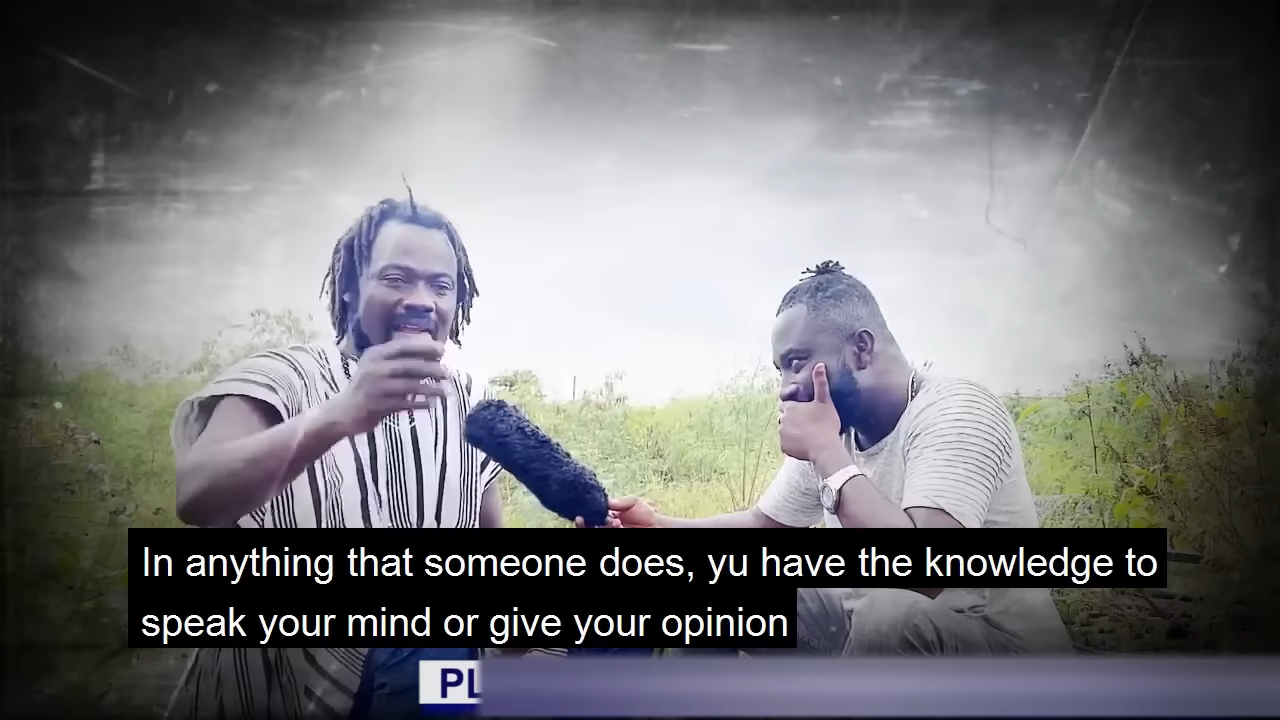 In anything that someone does, yu have the knowledge to
speak your mind or give your opinion
PL